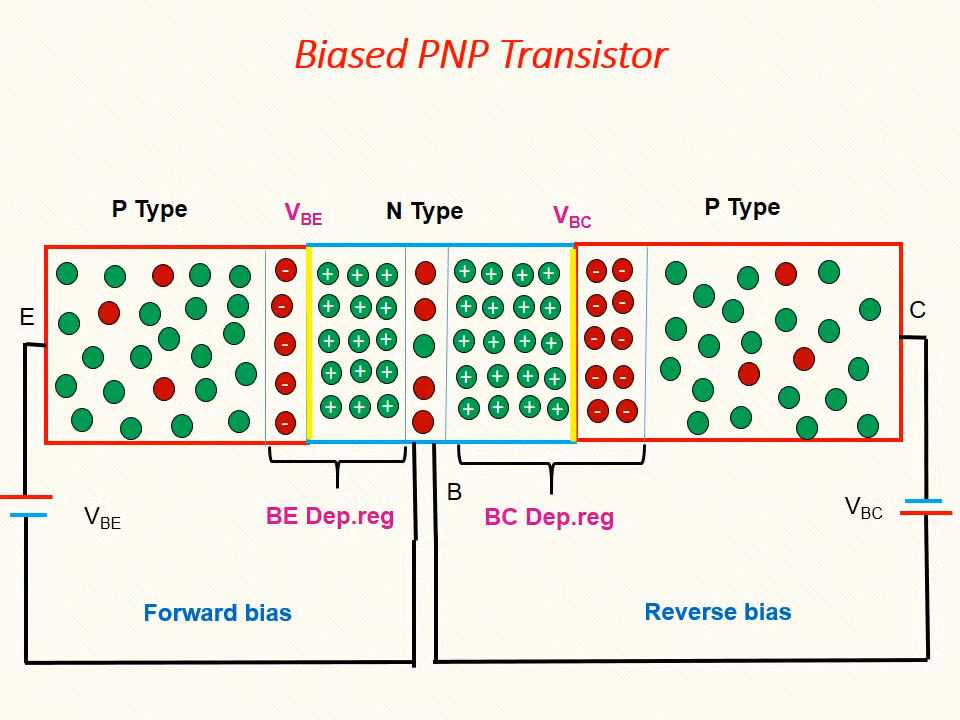 Biased PNP Transistor
P Type
VBE
N Type
VBC
P Type
E
C
- + + + + + + + - -
- + + + + + + + - -
- + + + + + + + - -
- + + + + + + + - -
- + + + + + + + - -
B
VBE
BE Dep.reg
BC Dep.reg
VBC
Forward bias
Reverse bias